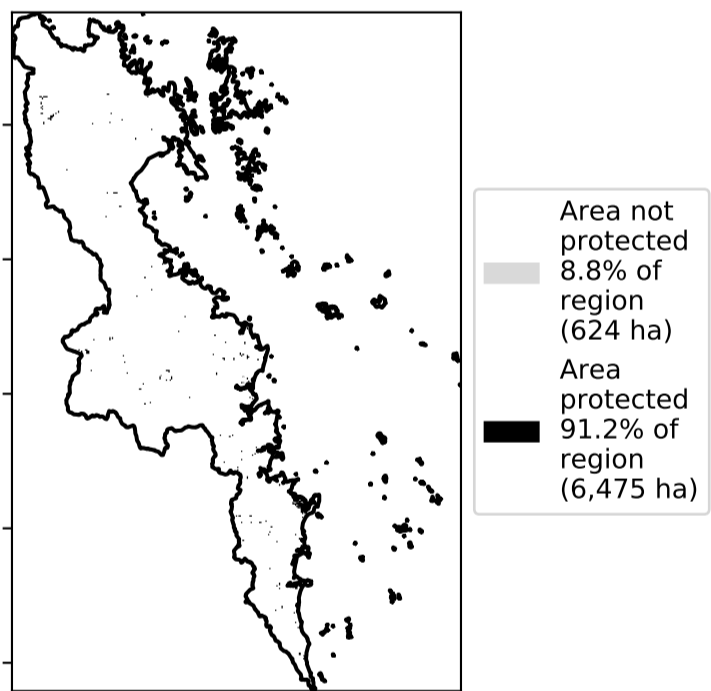 Area not
protected
8.8% of
region
(624 ha)
Area
protected
91.2% of
region
(6,475 ha)